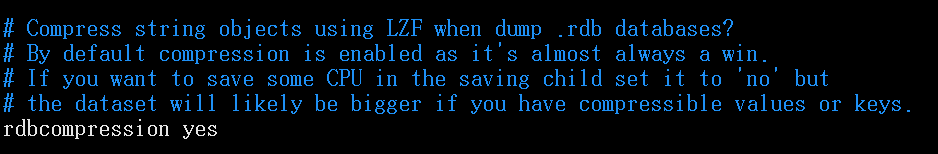 # Compress string objects using LZF when dump .rdb databases?
# By default compression is enabled as it's almost always a win.
# If you want to save some CPU in the saving child set it to 'no' but
# the dataset will likely be bigger if you have compressible values or keys.
rdbcompression yes